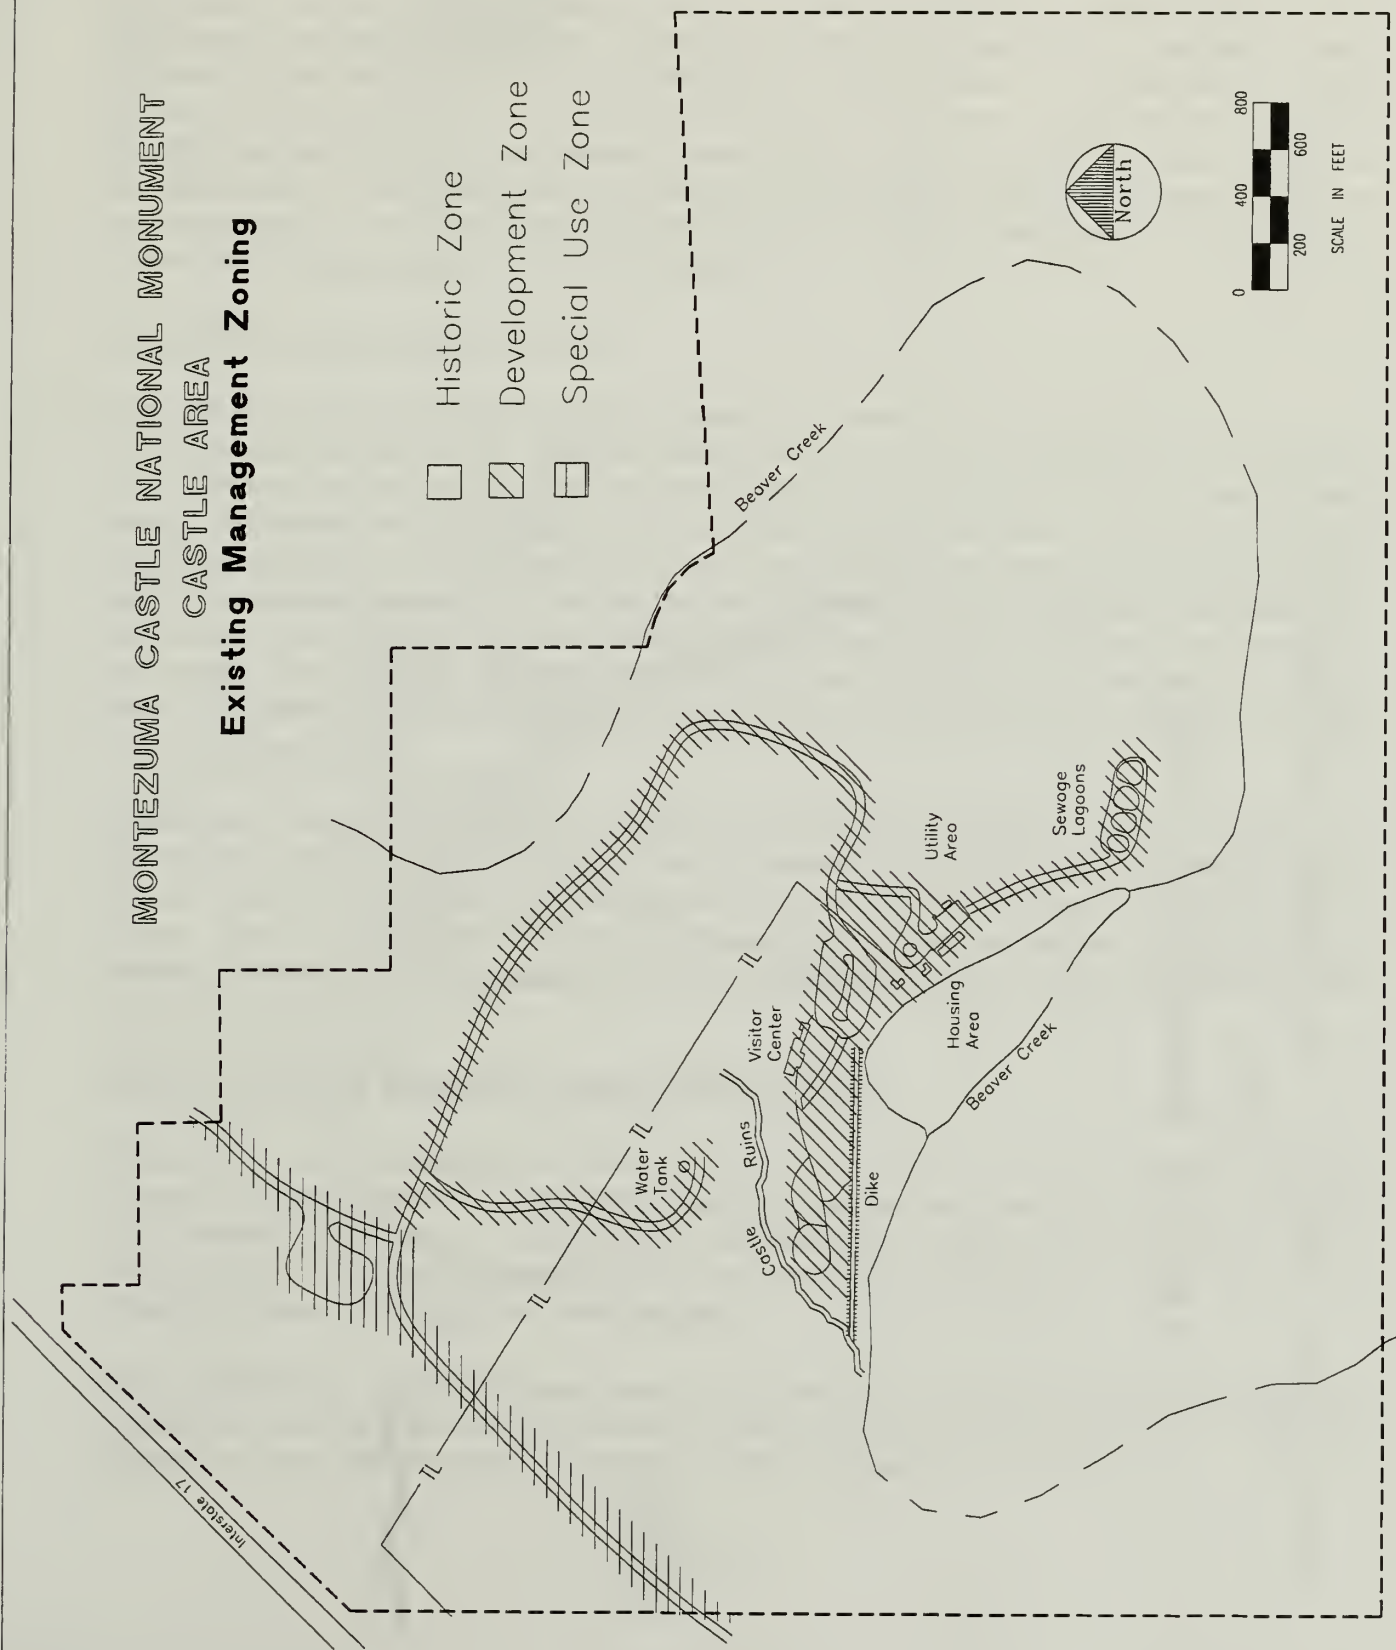 MONTEZUMA CASTLE NATIONAL MONUMENT
CASTLE AREA
Existing Management Zoning
Historic Zone
Development Zone
Special Use Zone
Interstate 17
Beaver Creek
TL
TL
TL
TL
Water
Tank
Castle Ruins
Visitor
Center
Dike
Housing
Area
Utility
Area
Beaver Creek
Sewage
Lagoons
North
0 400 800
200 600
SCALE IN FEET